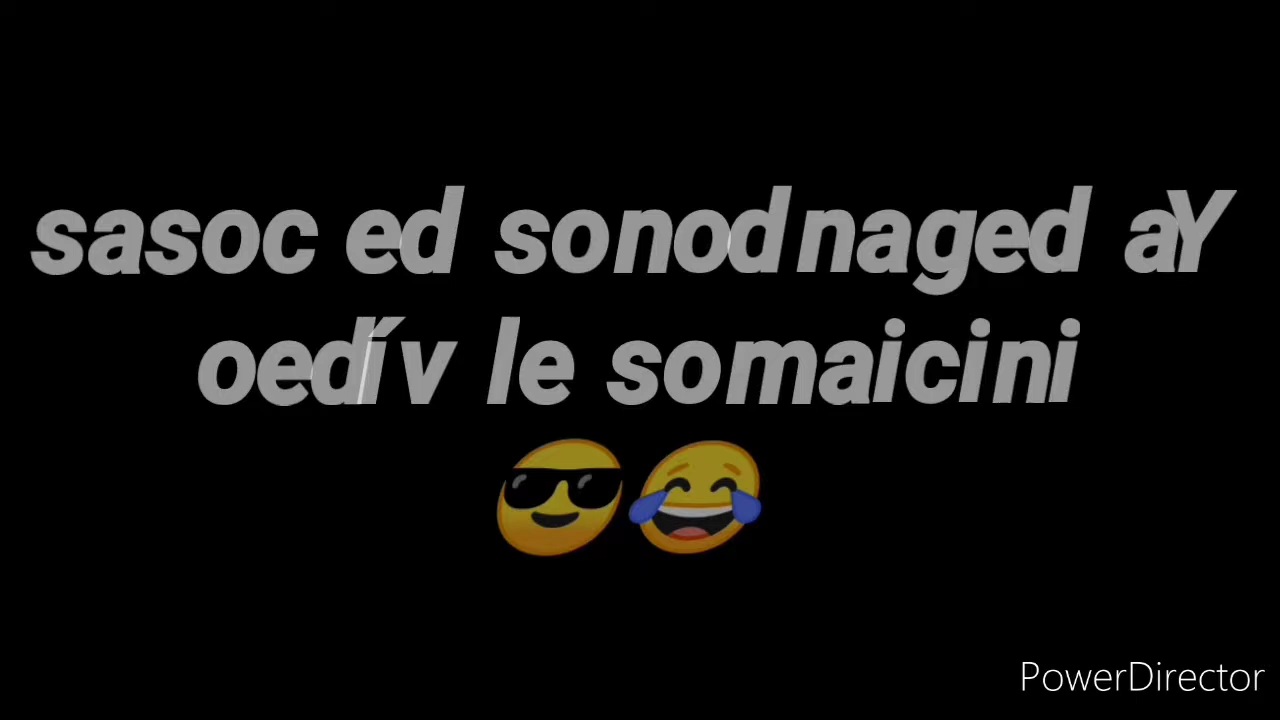 sasoc ed sonodnaged aY
oedív le somaicini
😎😂
PowerDirector